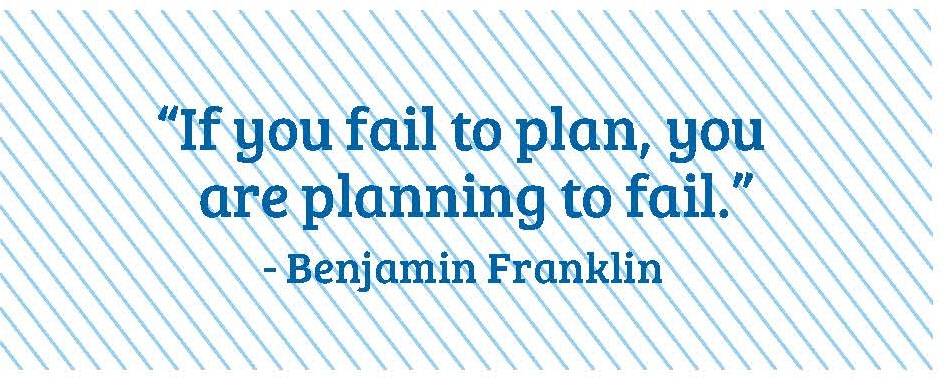 “If you fail to plan, you
are planning to fail.”
- Benjamin Franklin